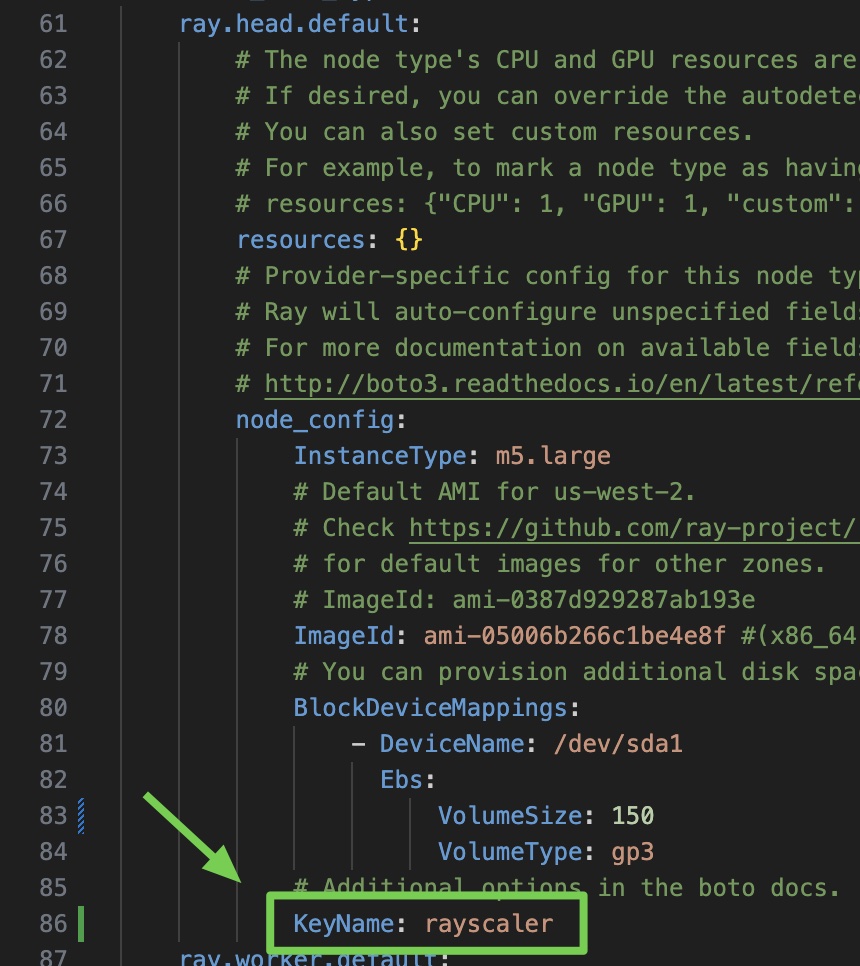 61 ray.head.default:
62 # The node type's CPU and GPU resources are
63 # If desired, you can override the autodete
64 # You can also set custom resources.
65 # For example, to mark a node type as having
66 # resources: {"CPU": 1, "GPU": 1, "custom":
67 resources: {}
68 # Provider-specific config for this node typ
69 # Ray will auto-configure unspecified fields
70 # For more documentation on available fields
71 # http://boto3.readthedocs.io/en/latest/refe
72 node_config:
73 InstanceType: m5.large
74 # Default AMI for us-west-2.
75 # Check https://github.com/ray-project/
76 # for default images for other zones.
77 # ImageId: ami-0387d929287ab193e
78 ImageId: ami-05006b266c1be4e8f #(x86_64
79 # You can provision additional disk spa
80 BlockDeviceMappings:
81 - DeviceName: /dev/sda1
82 Ebs:
83 VolumeSize: 150
84 VolumeType: gp3
85 # Additional options in the boto docs.
86 KeyName: rayscaler
87 ray.worker.default: